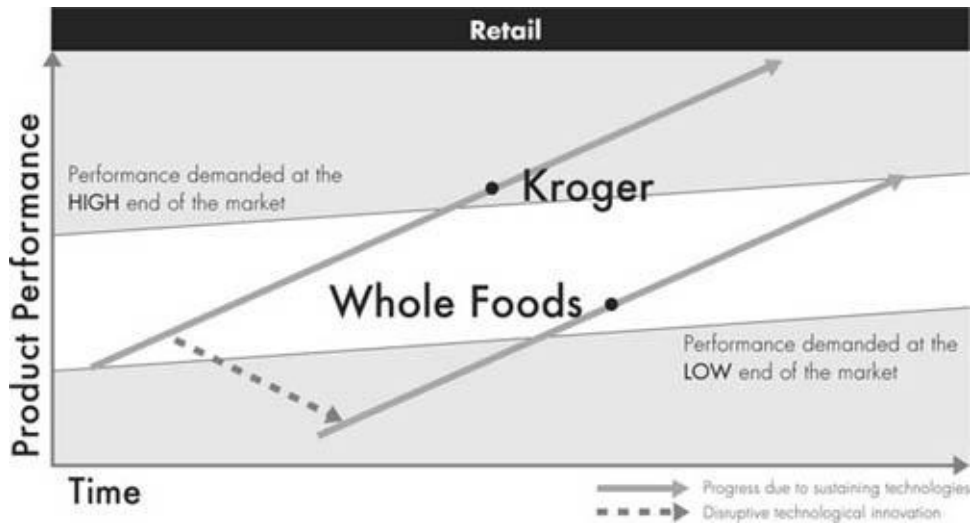 Retail
Product Performance
Performance demanded at the
HIGH end of the market
Kroger
Whole Foods
Performance demanded at the
LOW end of the market
Time
Progress due to sustaining technologies
Disruptive technological innovation